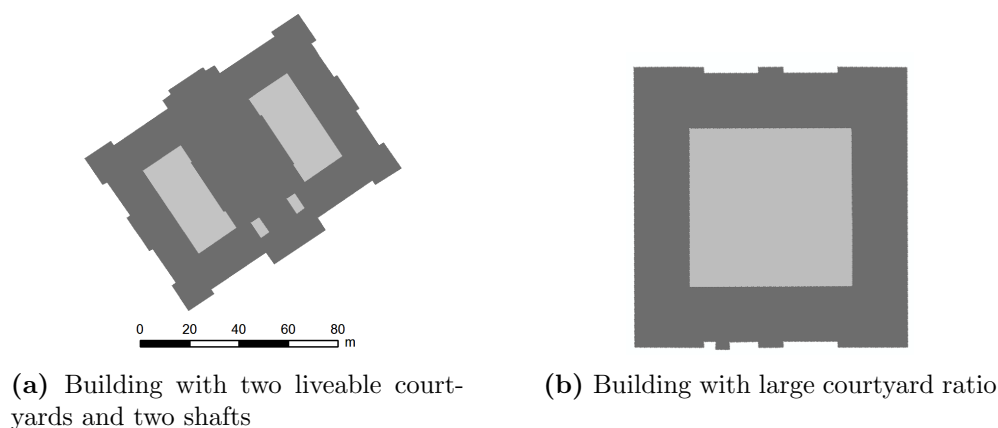 0 20 40 60 80
m
(a) Building with two liveable court-
yards and two shafts
(b) Building with large courtyard ratio